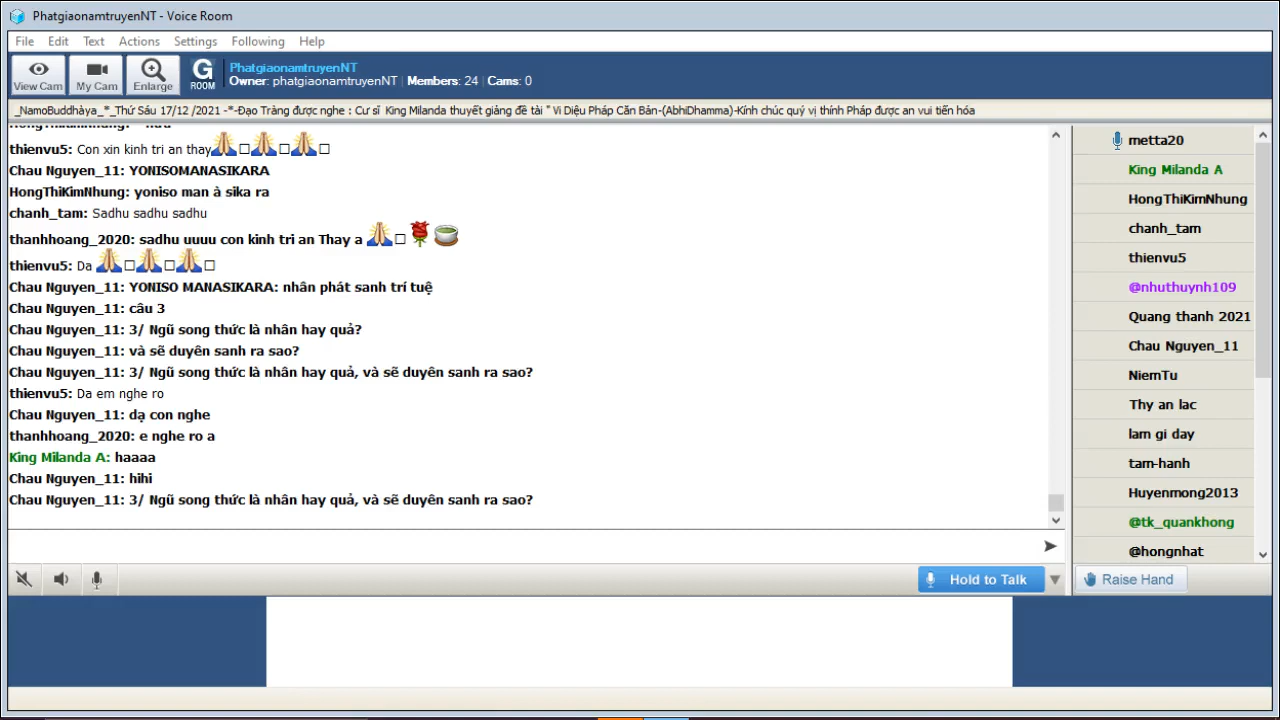 PhatgiaonamtruyenNT - Voice Room
File Edit Text Actions Settings Following Help
View Cam My Cam Enlarge G ROOM
PhatgiaonamtruyenNT
Owner: phatgiaonamtruyenNT | Members: 24 | Cams: 0
_NamoBuddhàya_*_Thứ Sáu 17/12 /2021 -*-Đạo Tràng được nghe : Cư sĩ King Milanda thuyết giảng đề tài " Vi Diệu Pháp Căn Bản-(AbhiDhamma)-Kính chúc quý vị thính Pháp được an vui tiến hóa
thienvu5: Con xin kinh tri an thay
Chau Nguyen_11: YONISOMANASIKARA
HongThiKimNhung: yoniso man à sika ra
chanh_tam: Sadhu sadhu sadhu
thanhhoang_2020: sadhu uuuu con kinh tri an Thay a
thienvu5: Da
Chau Nguyen_11: YONISO MANASIKARA: nhân phát sanh trí tuệ
Chau Nguyen_11: câu 3
Chau Nguyen_11: 3/ Ngũ song thức là nhân hay quả?
Chau Nguyen_11: và sẽ duyên sanh ra sao?
Chau Nguyen_11: 3/ Ngũ song thức là nhân hay quả, và sẽ duyên sanh ra sao?
thienvu5: Da em nghe ro
Chau Nguyen_11: dạ con nghe
thanhhoang_2020: e nghe ro a
King Milanda A: haaaa
Chau Nguyen_11: hihi
Chau Nguyen_11: 3/ Ngũ song thức là nhân hay quả, và sẽ duyên sanh ra sao?
Hold to Talk
metta20
King Milanda A
HongThiKimNhung
chanh_tam
thienvu5
@nhuthuynh109
Quang thanh 2021
Chau Nguyen_11
NiemTu
Thy an lac
lam gi day
tam-hanh
Huyenmong2013
@tk_quankhong
@hongnhat
Raise Hand